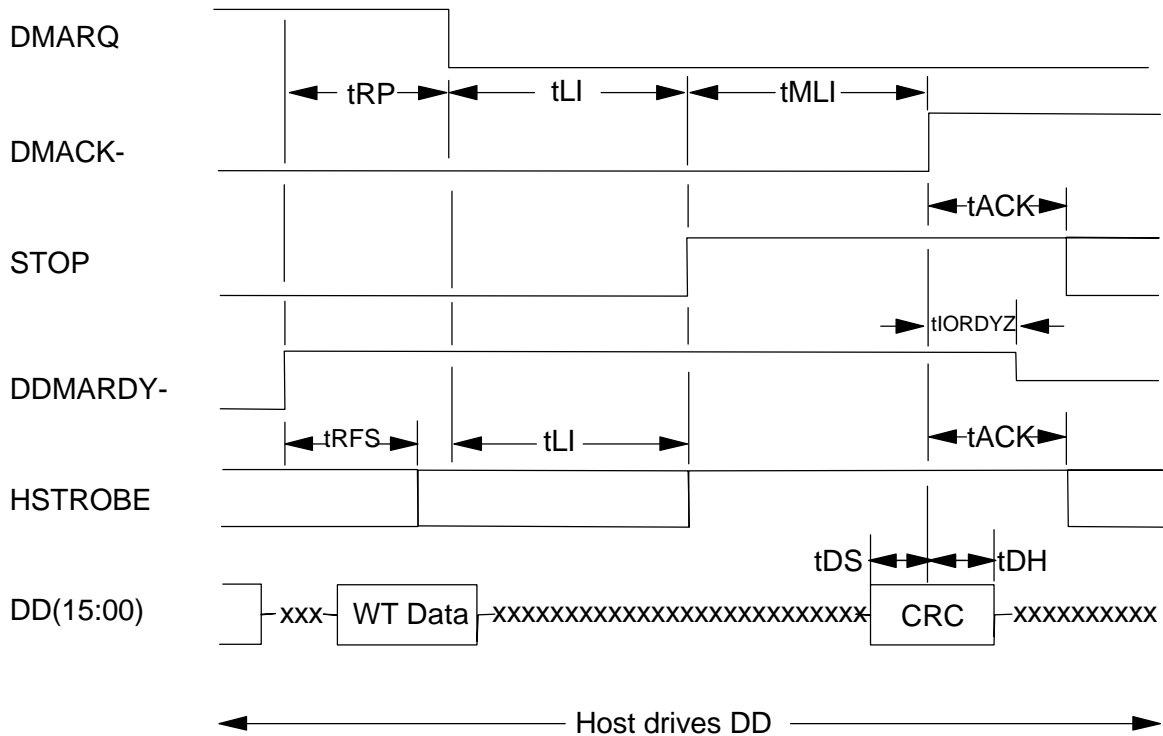 DMARQ
tRP tLI tMLI
DMACK-
tACK
STOP
tIORDYZ
DDMARDY-
tRFS tLI tACK
HSTROBE
tDS tDH
DD(15:00) xxx WT Data xxxxxxxxxxxxxxxxxxxxxxxxxx CRC xxxxxxxxxx
Host drives DD